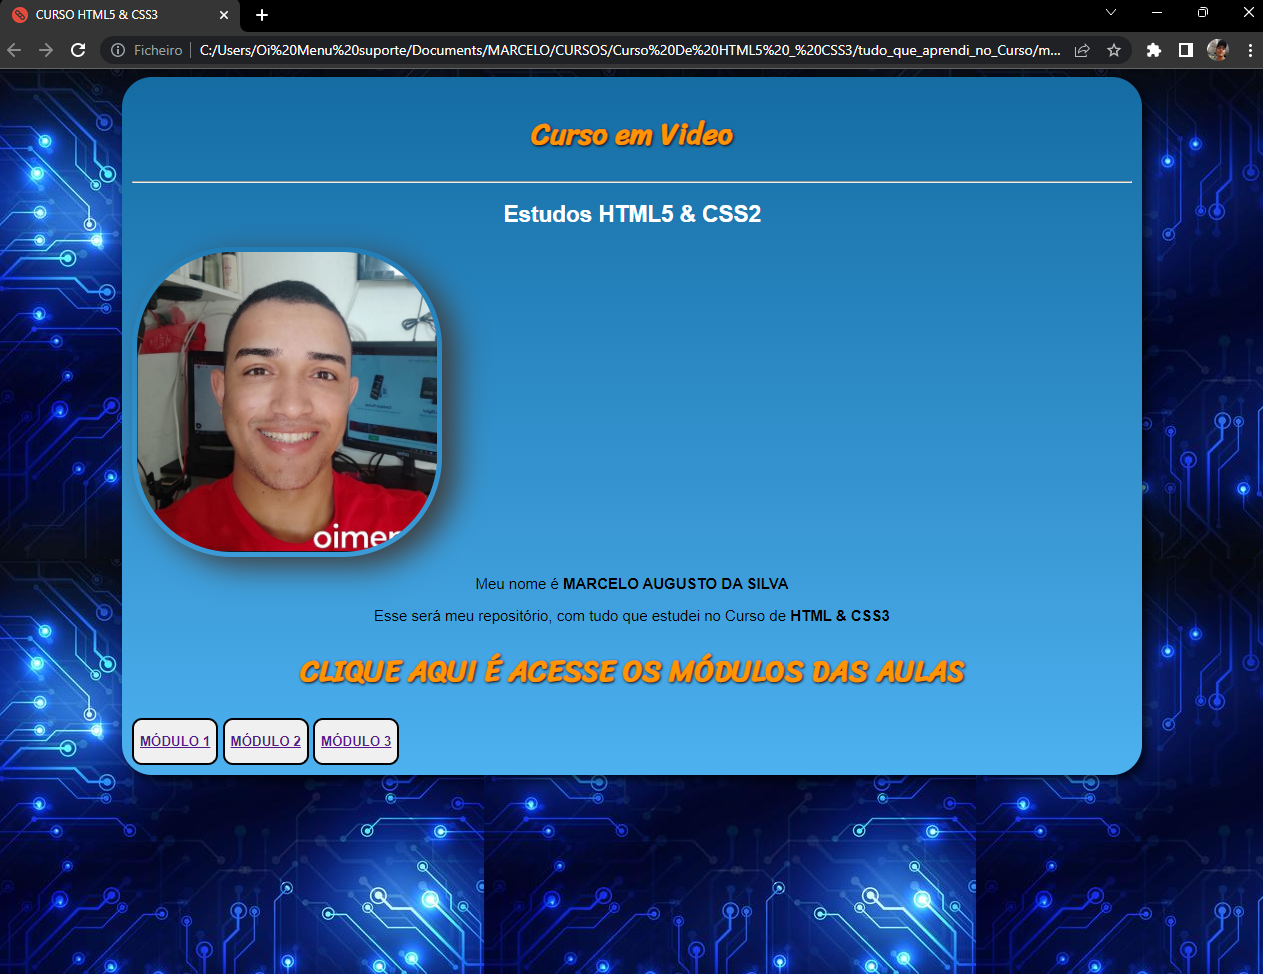 CURSO HTML5 & CSS3
Ficheiro
C:/Users/Oi%20Menu%20suporte/Documents/MARCELO/CURSOS/Curso%20De%20HTML5%20_%20CSS3/tudo_que_aprendi_no_Curso/m...
Curso em Video
Estudos HTML5 & CSS2
oimen
Meu nome é MARCELO AUGUSTO DA SILVA
Esse será meu repositório, com tudo que estudei no Curso de HTML & CSS3
CLIQUE AQUI É ACESSE OS MÓDULOS DAS AULAS
MÓDULO 1 MÓDULO 2 MÓDULO 3